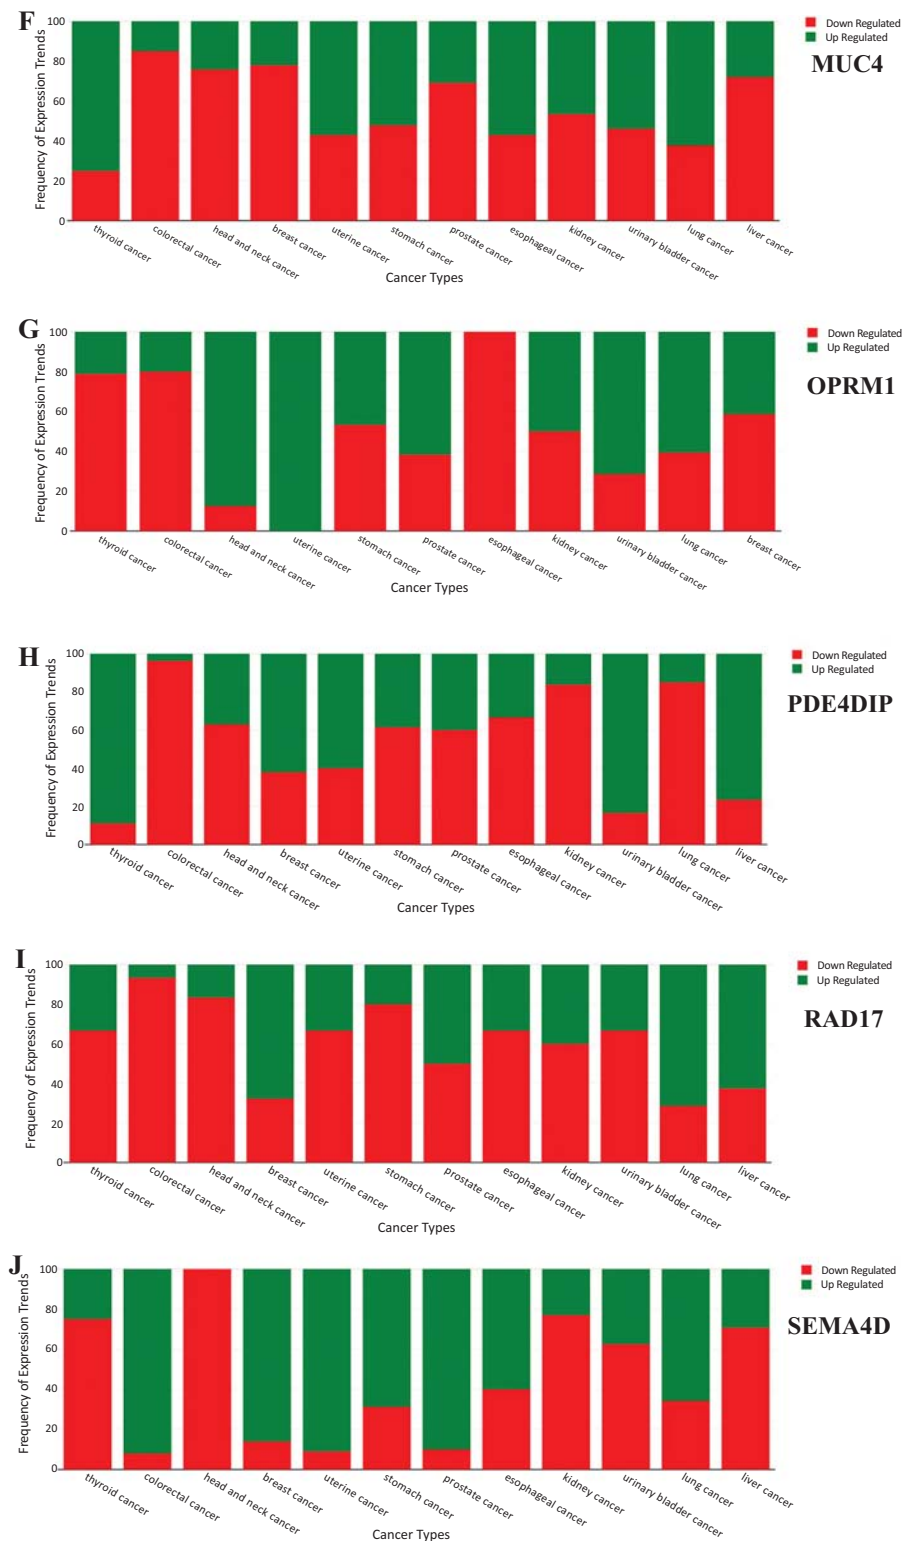 F
Frequency of Expression Trends
100
80
60
40
20
0
Down Regulated
Up Regulated
MUC4
thyroid cancer
colorectal cancer
head and neck cancer
breast cancer
uterine cancer
stomach cancer
prostate cancer
esophageal cancer
kidney cancer
urinary bladder cancer
lung cancer
liver cancer
Cancer Types
G
Frequency of Expression Trends
100
80
60
40
20
0
Down Regulated
Up Regulated
OPRM1
thyroid cancer
colorectal cancer
head and neck cancer
uterine cancer
stomach cancer
prostate cancer
esophageal cancer
kidney cancer
urinary bladder cancer
lung cancer
breast cancer
Cancer Types
H
Frequency of Expression Trends
100
80
60
40
20
0
Down Regulated
Up Regulated
PDE4DIP
thyroid cancer
colorectal cancer
head and neck cancer
breast cancer
uterine cancer
stomach cancer
prostate cancer
esophageal cancer
kidney cancer
urinary bladder cancer
lung cancer
liver cancer
Cancer Types
I
Frequency of Expression Trends
100
80
60
40
20
0
Down Regulated
Up Regulated
RAD17
thyroid cancer
colorectal cancer
head and neck cancer
breast cancer
uterine cancer
stomach cancer
prostate cancer
esophageal cancer
kidney cancer
urinary bladder cancer
lung cancer
liver cancer
Cancer Types
J
Frequency of Expression Trends
100
80
60
40
20
0
Down Regulated
Up Regulated
SEMA4D
thyroid cancer
colorectal cancer
head and neck cancer
breast cancer
uterine cancer
stomach cancer
prostate cancer
esophageal cancer
kidney cancer
urinary bladder cancer
lung cancer
liver cancer
Cancer Types